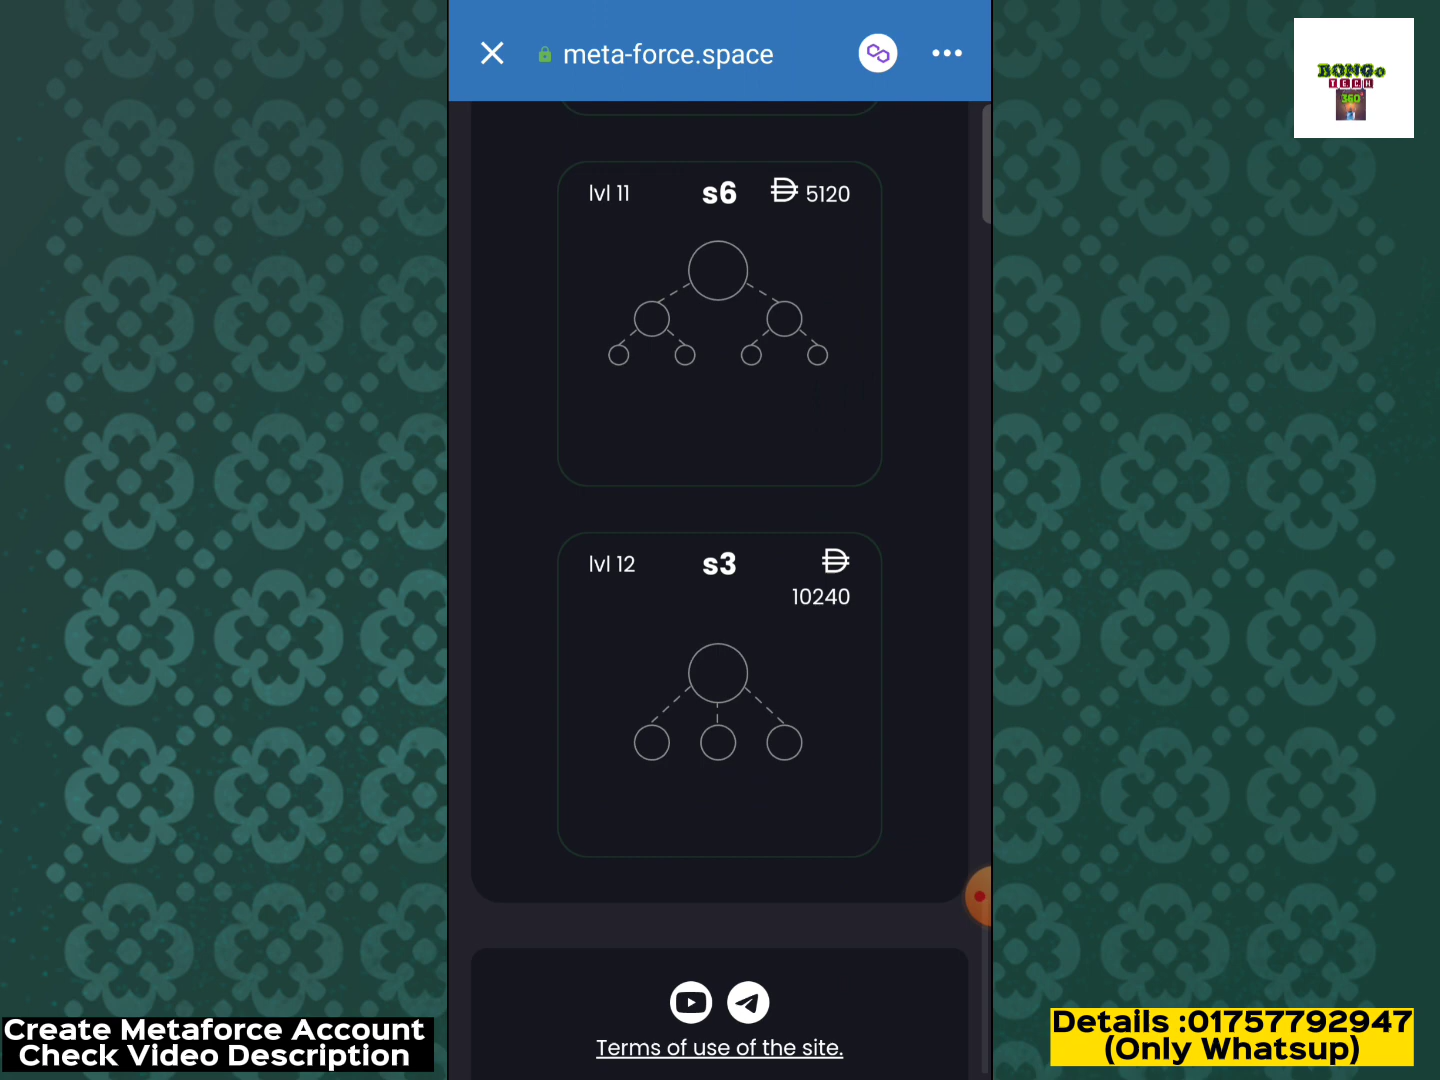 meta-force.space
BONGo
TECH
360°
lvl 11 s6 5120
lvl 12 s3
10240
Terms of use of the site.
Create Metaforce Account
Check Video Description
Details :01757792947
(Only Whatsup)